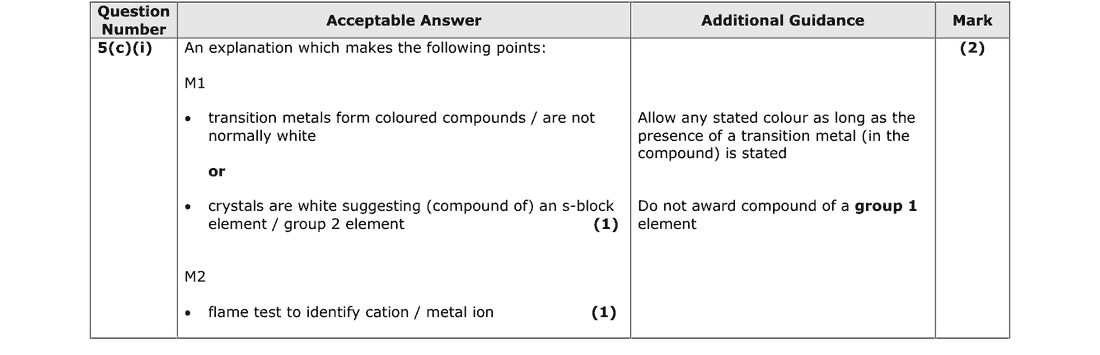 Question Number
Acceptable Answer
Additional Guidance
Mark
5(c)(i)
An explanation which makes the following points:
(2)
M1
• transition metals form coloured compounds / are not
normally white
Allow any stated colour as long as the
presence of a transition metal (in the
compound) is stated
or
• crystals are white suggesting (compound of) an s-block
element / group 2 element (1)
Do not award compound of a group 1
element
M2
• flame test to identify cation / metal ion (1)